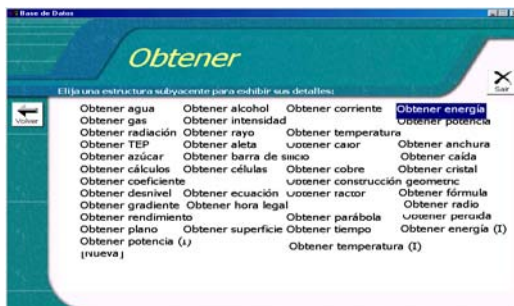 Base de Datos
Obtener
Elija una estructura subyacente para exhibir sus detalles:
Salir
Volver
Obtener agua Obtener alcohol Obtener corriente Obtener energía
Obtener gas Obtener intensidad Obtener potencia
Obtener radiación Obtener rayo Obtener temperatura
Obtener TEP Obtener aleta Obtener calor Obtener anchura
Obtener azúcar Obtener barra de silicio Obtener caída
Obtener cálculos Obtener células Obtener cobre Obtener cristal
Obtener coeficiente Obtener construcción geometric
Obtener desnivel Obtener ecuación Obtener factor Obtener fórmula
Obtener gradiente Obtener hora legal Obtener radio
Obtener rendimiento Obtener parábola Obtener perdida
Obtener plano Obtener superficie Obtener tiempo Obtener energía (I)
Obtener potencia (I) Obtener temperatura (I)
[Nueva]